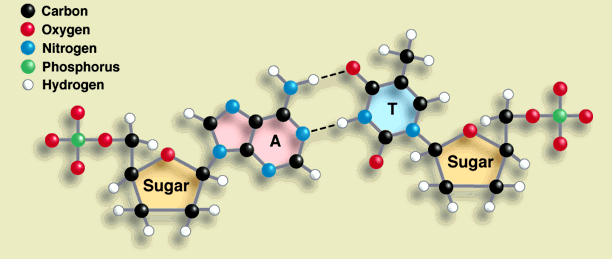 Carbon
Oxygen
Nitrogen
Phosphorus
Hydrogen
A
T
Sugar
Sugar